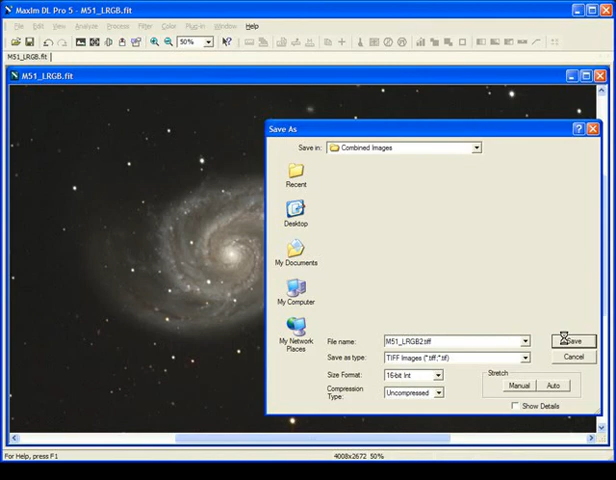 MaxIm DL Pro 5 - M51_LRGB.fit
File Edit View Analyze Process Filter Color Plug-in Window Help
50%
M51_LRGB.fit
M51_LRGB.fit
Save As
Save in: Combined Images
Recent
Desktop
My Documents
My Computer
My Network Places
File name: M51_LRGB2.tiff Save
Save as type: TIFF Images (*.tiff;*.tif) Cancel
Size Format: 16-bit Int Stretch
Compression Type: Uncompressed Manual Auto
Show Details
For Help, press F1 4008x2672 50%